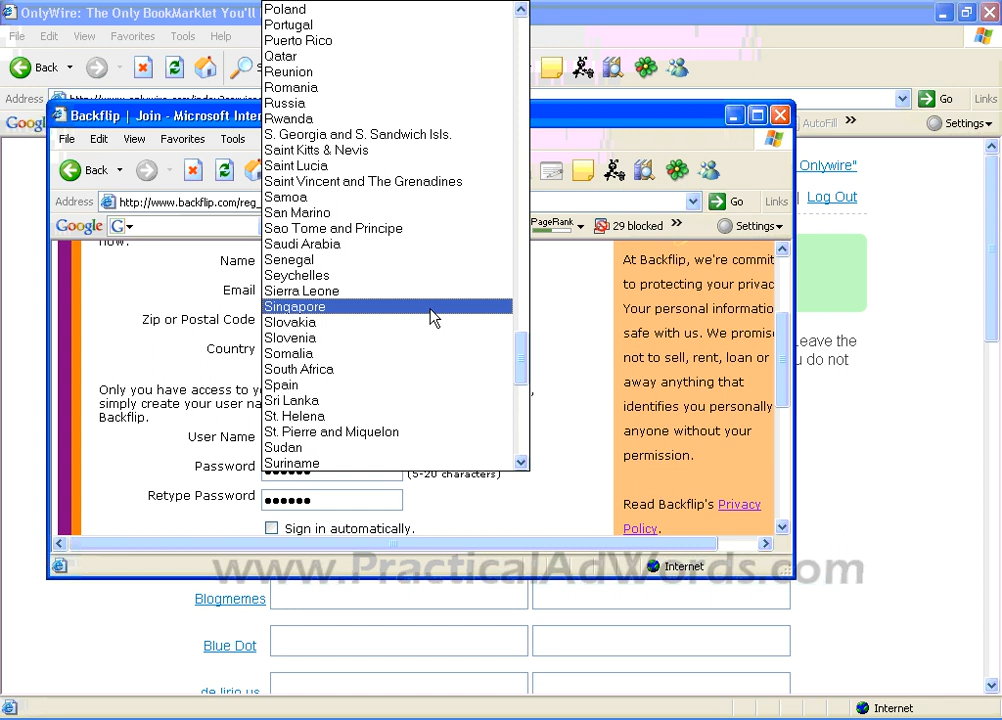 OnlyWire: The Only BookMarklet You'll
File Edit View Favorites Tools Help
Back
Address
Go Links
Google
AutoFill Settings
Onlywire"
Log Out
Leave the
u do not
Backflip | Join - Microsoft Inter
File Edit View Favorites Tools
Back
Address http://www.backflip.com/reg_
Go Links
Google G
PageRank 29 blocked Settings
Name
Email
Zip or Postal Code
Country
Only you have access to y
simply create your user na
Backflip.
User Name
Password (5-20 characters)
Retype Password
Sign in automatically.
Poland
Portugal
Puerto Rico
Qatar
Reunion
Romania
Russia
Rwanda
S. Georgia and S. Sandwich Isls.
Saint Kitts & Nevis
Saint Lucia
Saint Vincent and The Grenadines
Samoa
San Marino
Sao Tome and Principe
Saudi Arabia
Senegal
Seychelles
Sierra Leone
Singapore
Slovakia
Slovenia
Somalia
South Africa
Spain
Sri Lanka
St. Helena
St. Pierre and Miquelon
Sudan
Suriname
At Backflip, we're commit
to protecting your privac
Your personal information
safe with us. We promise
not to sell, rent, loan or
away anything that
identifies you personally
anyone without your
permission.
Read Backflip's Privacy
Policy.
Internet
www.PracticalAdWords.com
Blogmemes
Blue Dot
de.lirio.us
Internet